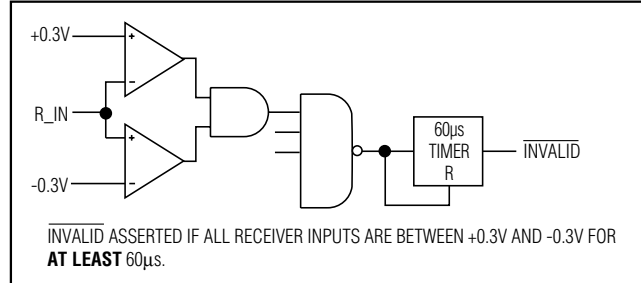 +0.3V
+
-
R_IN
+
-0.3V
-
60µs
TIMER
R
INVALID
INVALID ASSERTED IF ALL RECEIVER INPUTS ARE BETWEEN +0.3V AND -0.3V FOR
AT LEAST 60µs.